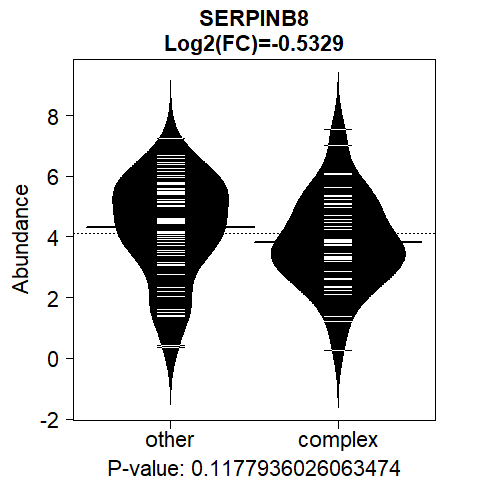 SERPINB8
Log2(FC)=-0.5329
Abundance
8
6
4
2
0
-2
other complex
P-value: 0.1177936026063474